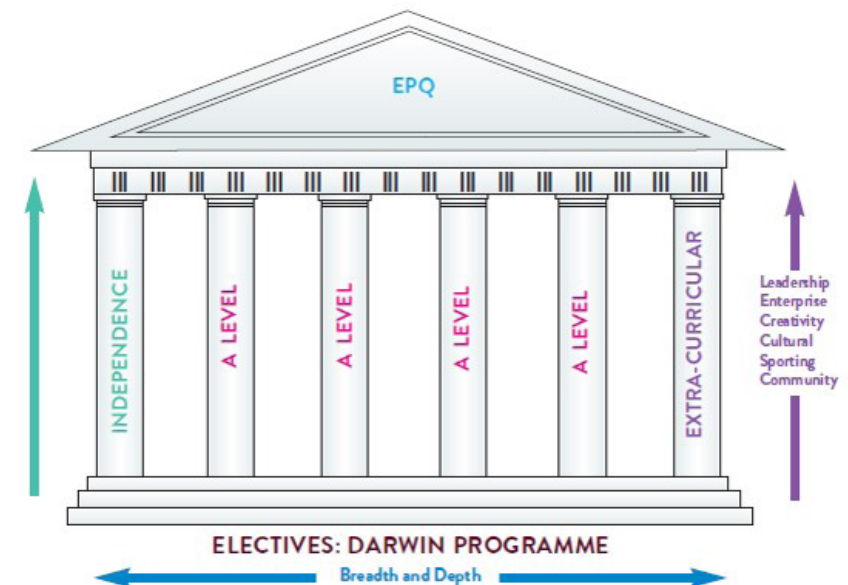 EPQ
INDEPENDENCE
A LEVEL
A LEVEL
A LEVEL
A LEVEL
EXTRA-CURRICULAR
Leadership
Enterprise
Creativity
Cultural
Sporting
Community
ELECTIVES: DARWIN PROGRAMME
Breadth and Depth